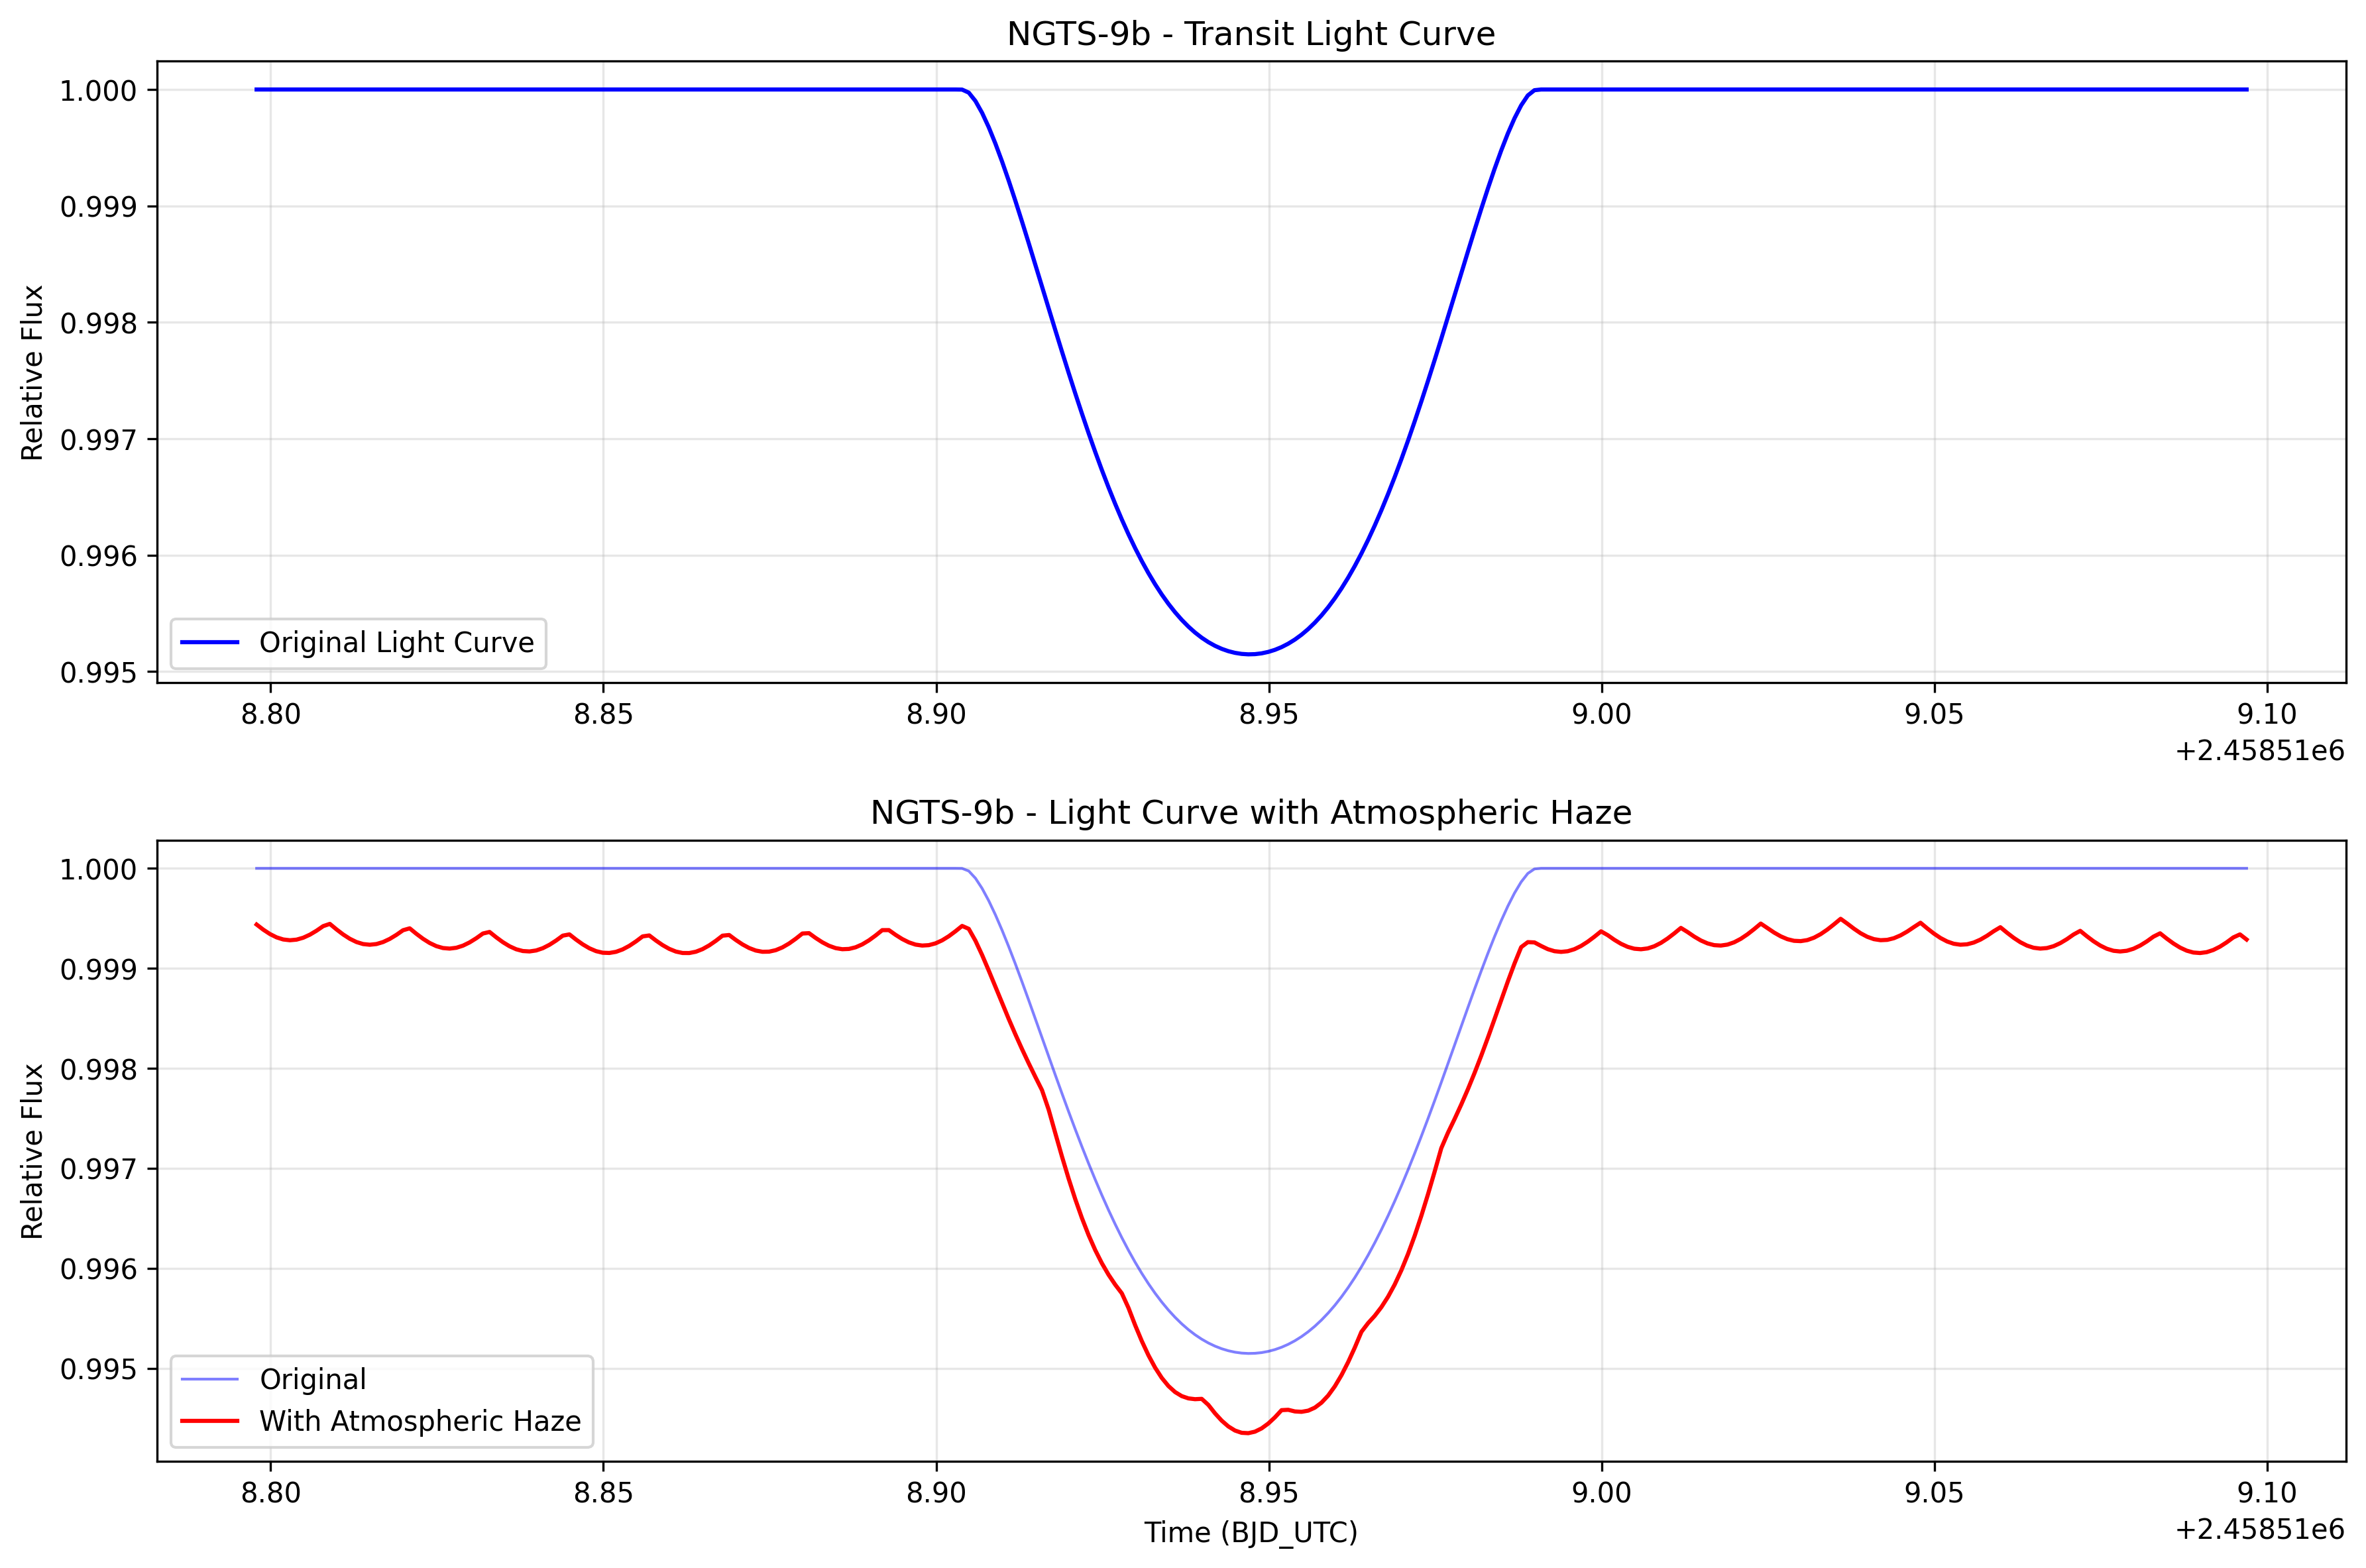 NGTS-9b - Transit Light Curve
1.000
0.999
0.998
0.997
0.996
0.995
Relative Flux
Original Light Curve
8.80 8.85 8.90 8.95 9.00 9.05 9.10
+2.45851e6
NGTS-9b - Light Curve with Atmospheric Haze
1.000
0.999
0.998
0.997
0.996
0.995
Relative Flux
Original
With Atmospheric Haze
8.80 8.85 8.90 8.95 9.00 9.05 9.10
Time (BJD_UTC)
+2.45851e6